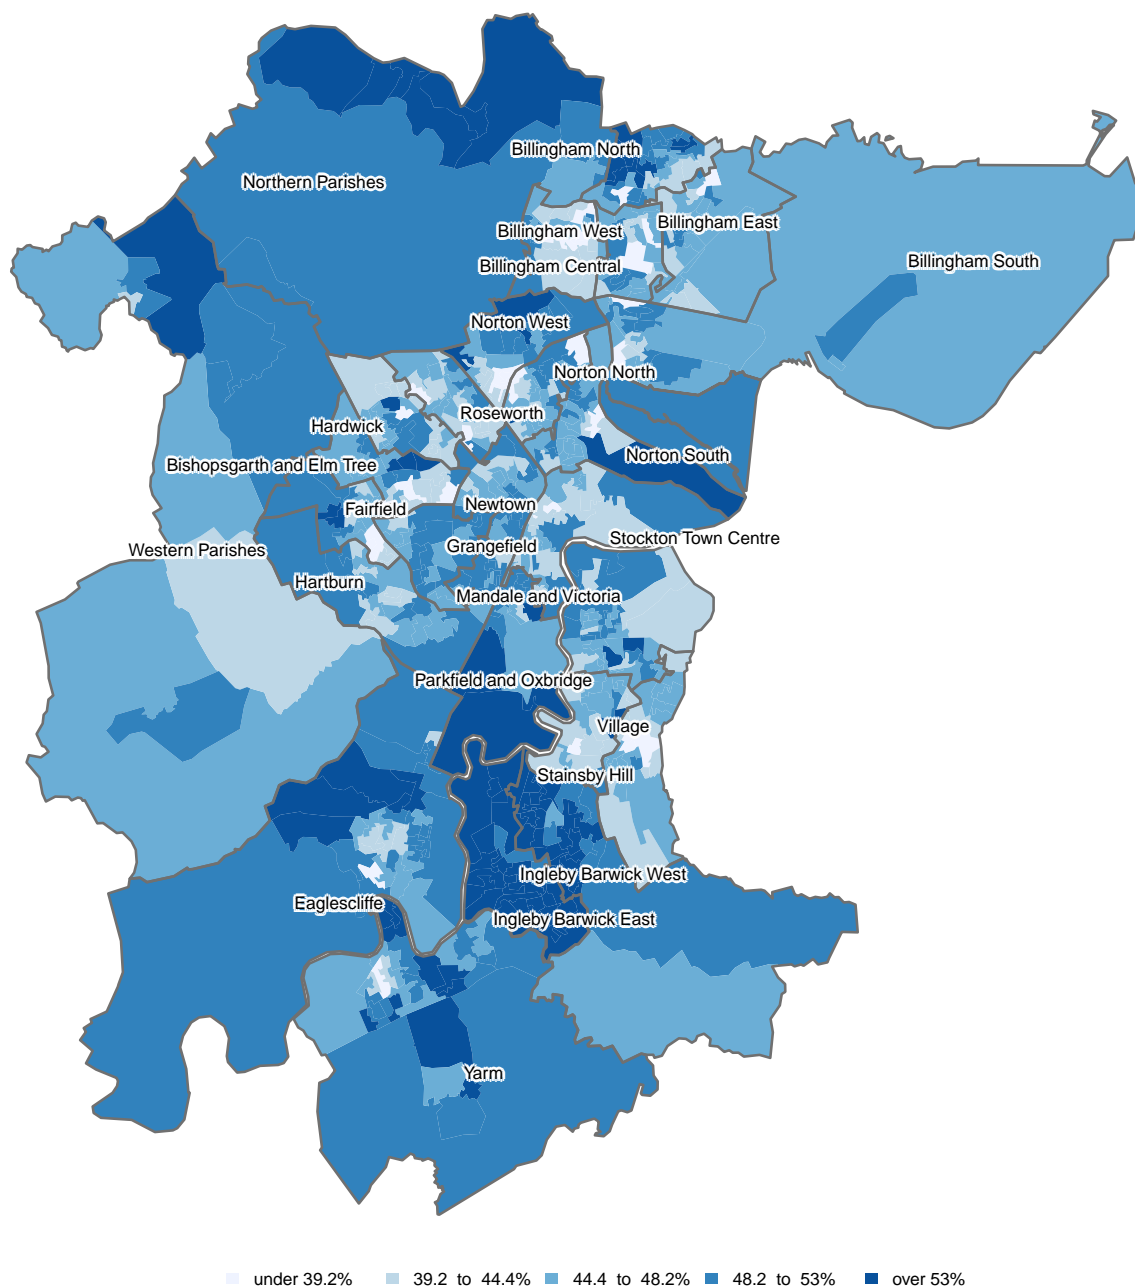 Billingham North
Northern Parishes
Billingham East
Billingham West
Billingham South
Billingham Central
Norton West
Norton North
Roseworth
Hardwick
Norton South
Bishopsgarth and Elm Tree
Newtown
Fairfield
Stockton Town Centre
Grangefield
Western Parishes
Hartburn
Mandale and Victoria
Parkfield and Oxbridge
Village
Stainsby Hill
Ingleby Barwick West
Eaglescliffe
Ingleby Barwick East
Yarm
under 39.2% 39.2 to 44.4% 44.4 to 48.2% 48.2 to 53% over 53%